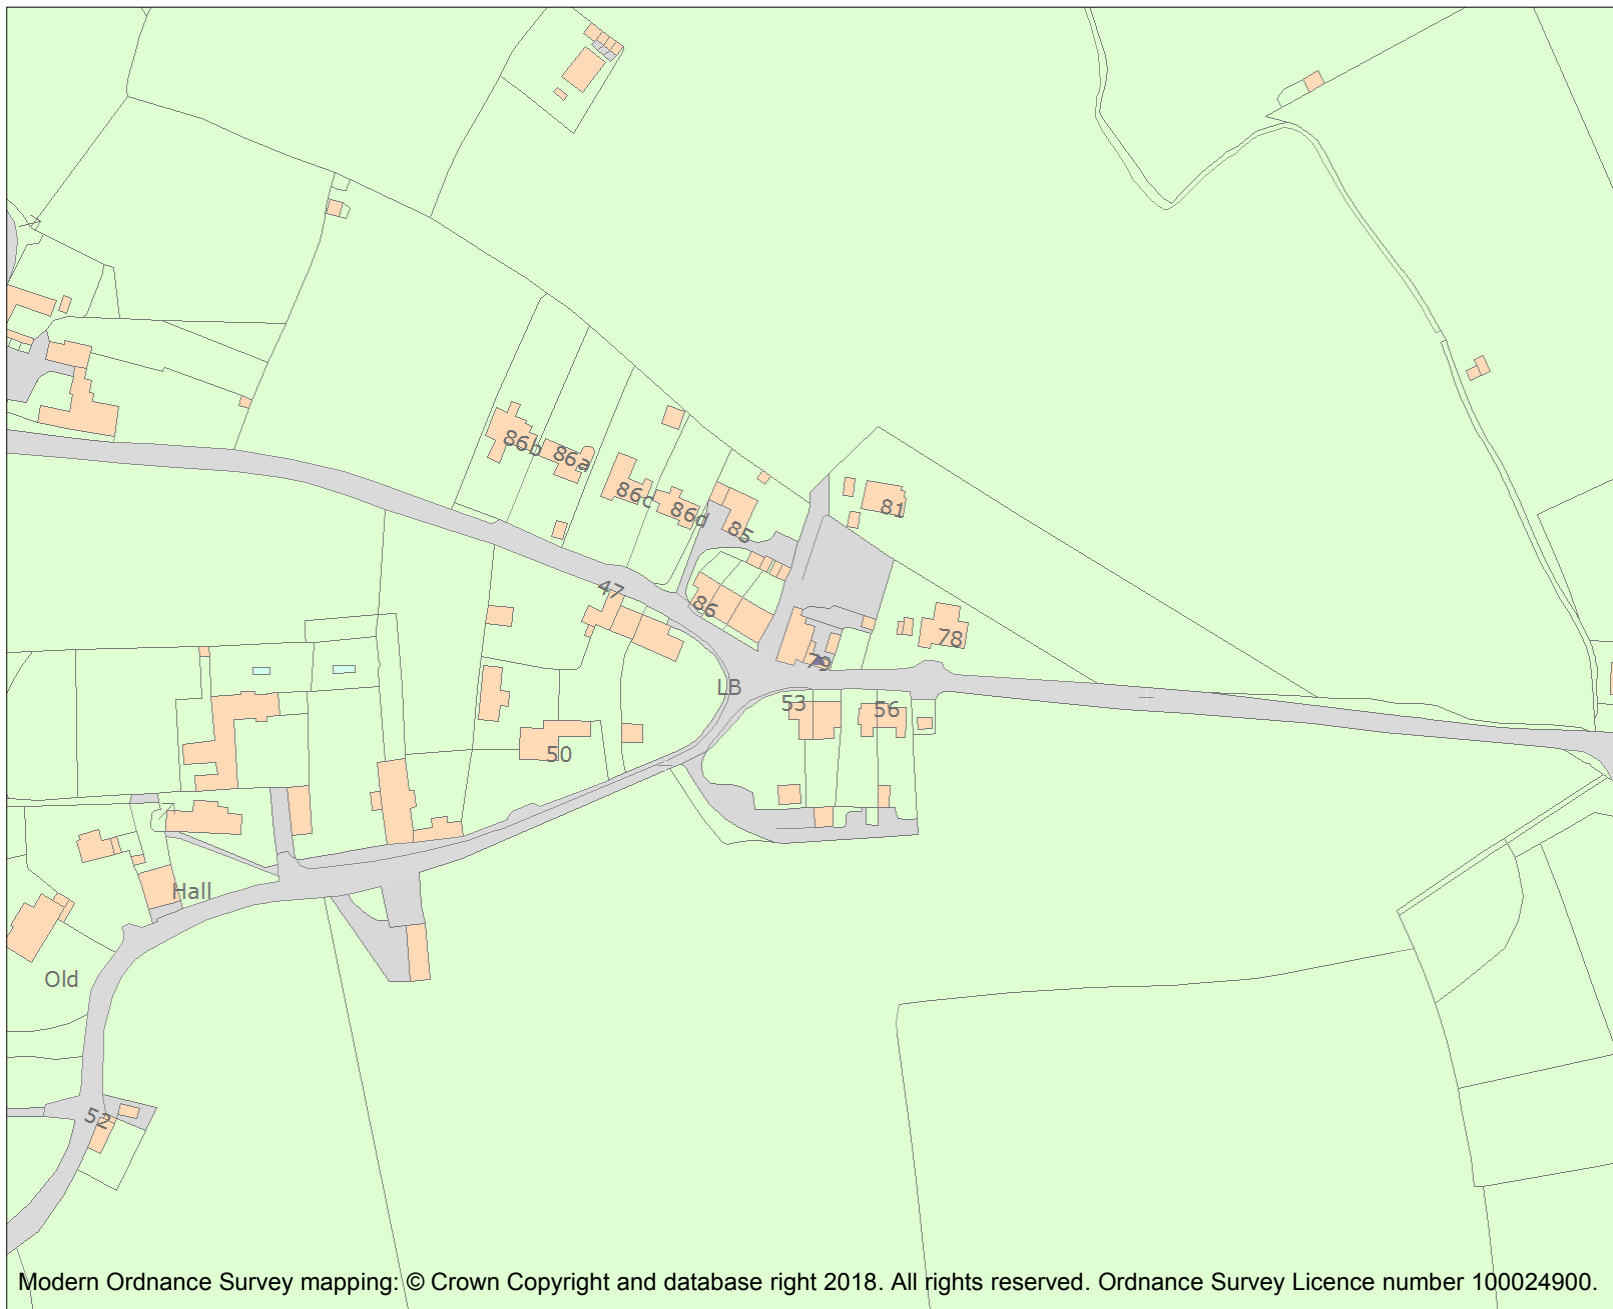 86b
86a
86c
86d
81
85
47
86
78
79
LB
53
56
50
Hall
Old
52
Modern Ordnance Survey mapping: © Crown Copyright and database right 2018. All rights reserved. Ordnance Survey Licence number 100024900.